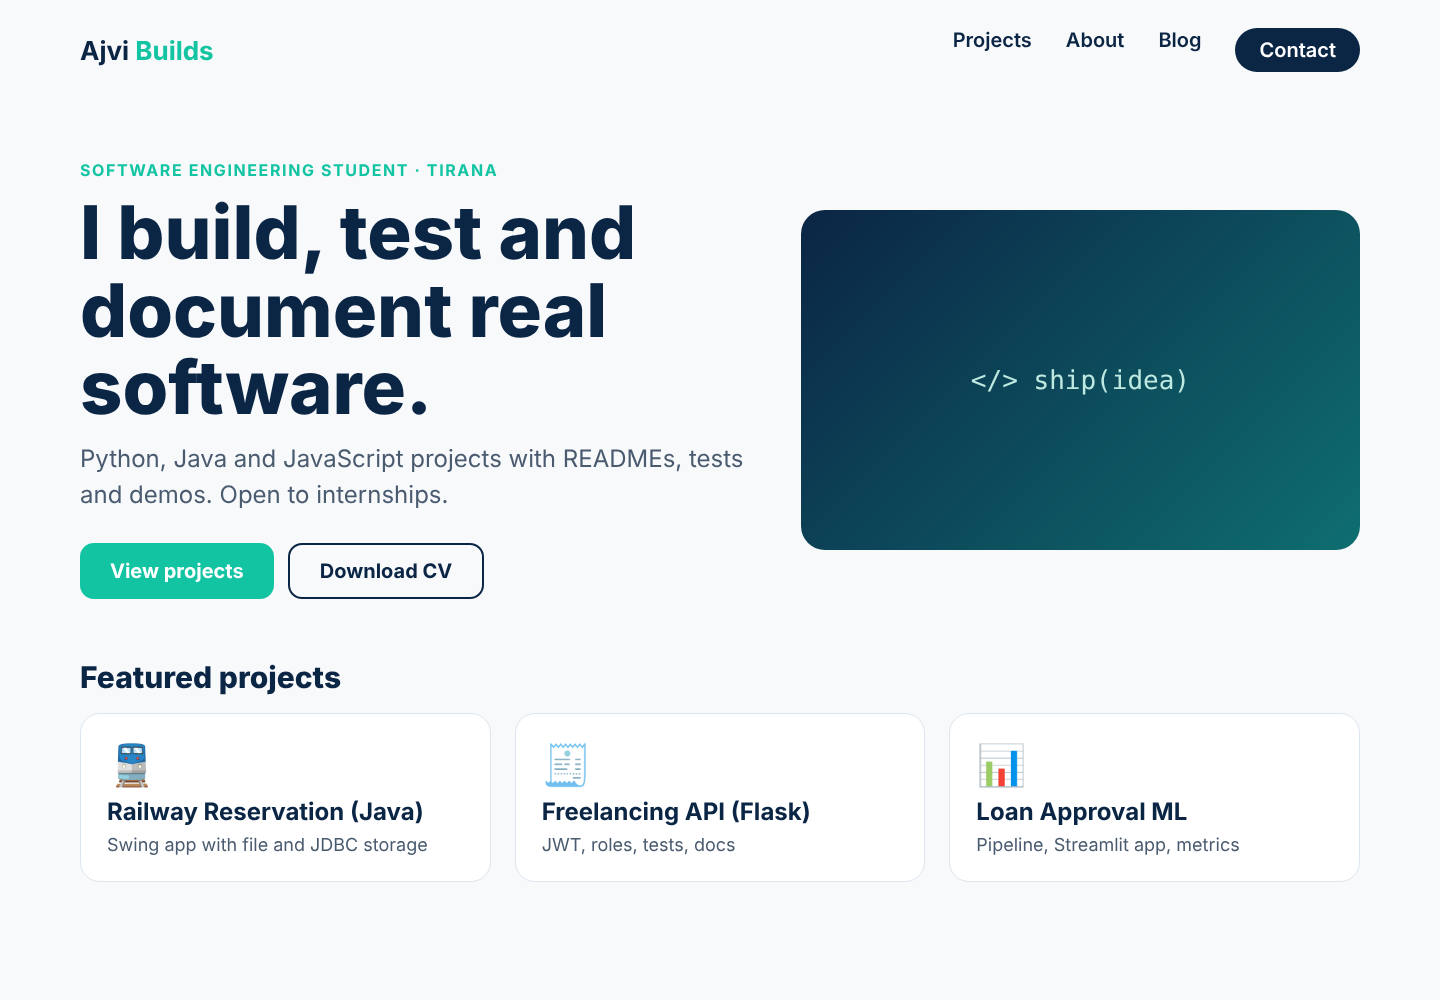 Ajvi Builds
Projects
About
Blog
Contact
SOFTWARE ENGINEERING STUDENT · TIRANA
I build, test and
document real
software.
Python, Java and JavaScript projects with READMEs, tests
and demos. Open to internships.
View projects
Download CV
</> ship(idea)
Featured projects
Railway Reservation (Java)
Swing app with file and JDBC storage
Freelancing API (Flask)
JWT, roles, tests, docs
Loan Approval ML
Pipeline, Streamlit app, metrics